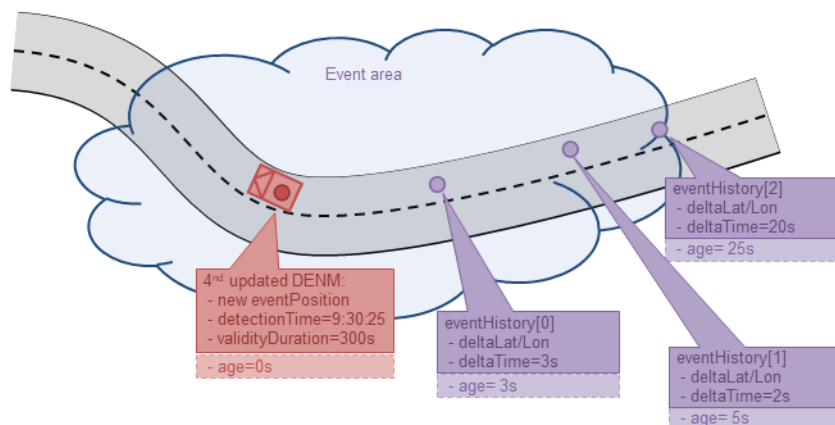 Event area
eventHistory[2]
- deltaLat/Lon
- deltaTime=20s
- age= 25s
4nd updated DENM:
- new eventPosition
- detectionTime=9:30:25
- validityDuration=300s
- age=0s
eventHistory[0]
- deltaLat/Lon
- deltaTime=3s
- age= 3s
eventHistory[1]
- deltaLat/Lon
- deltaTime=2s
- age= 5s